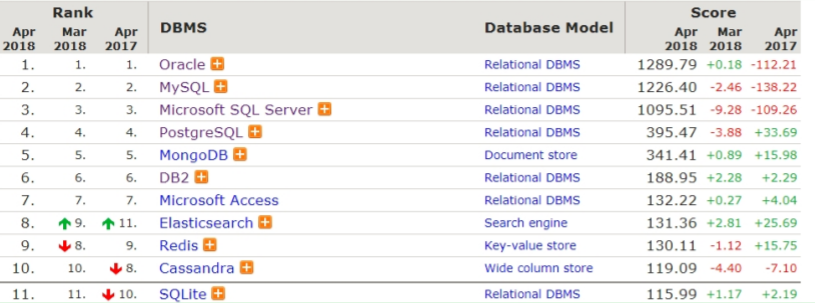 Rank Score
Apr 2018 Mar 2018 Apr 2017 DBMS Database Model Apr 2018 Mar 2018 Apr 2017
1. 1. 1. Oracle + Relational DBMS 1289.79 +0.18 -112.21
2. 2. 2. MySQL + Relational DBMS 1226.40 -2.46 -138.22
3. 3. 3. Microsoft SQL Server + Relational DBMS 1095.51 -9.28 -109.26
4. 4. 4. PostgreSQL + Relational DBMS 395.47 -3.88 +33.69
5. 5. 5. MongoDB + Document store 341.41 +0.89 +15.98
6. 6. 6. DB2 + Relational DBMS 188.95 +2.28 +2.29
7. 7. 7. Microsoft Access Relational DBMS 132.22 +0.27 +4.04
8. 9. 11. Elasticsearch + Search engine 131.36 +2.81 +25.69
9. 8. 9. Redis + Key-value store 130.11 -1.12 +15.75
10. 10. 8. Cassandra + Wide column store 119.09 -4.40 -7.10
11. 11. 10. SQLite + Relational DBMS 115.99 +1.17 +2.19